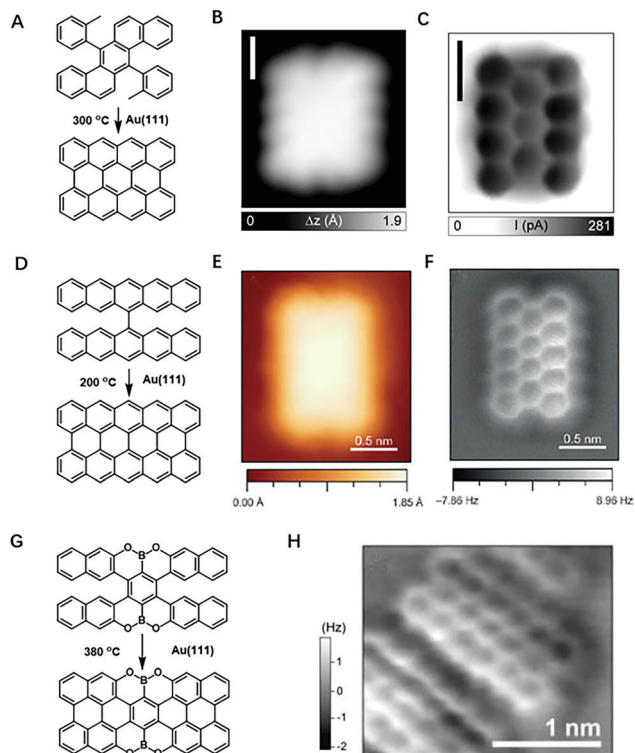 A
300 °C
Au(111)
B
0 Δz (Å) 1.9
C
0 I (pA) 281
D
200 °C
Au(111)
E
0.5 nm
0.00 Å
1.85 Å
F
0.5 nm
−7.86 Hz
8.96 Hz
G
O
B
O
O
B
O
380 °C
Au(111)
O
B
O
B
H
(Hz)
1
0
-1
-2
1 nm